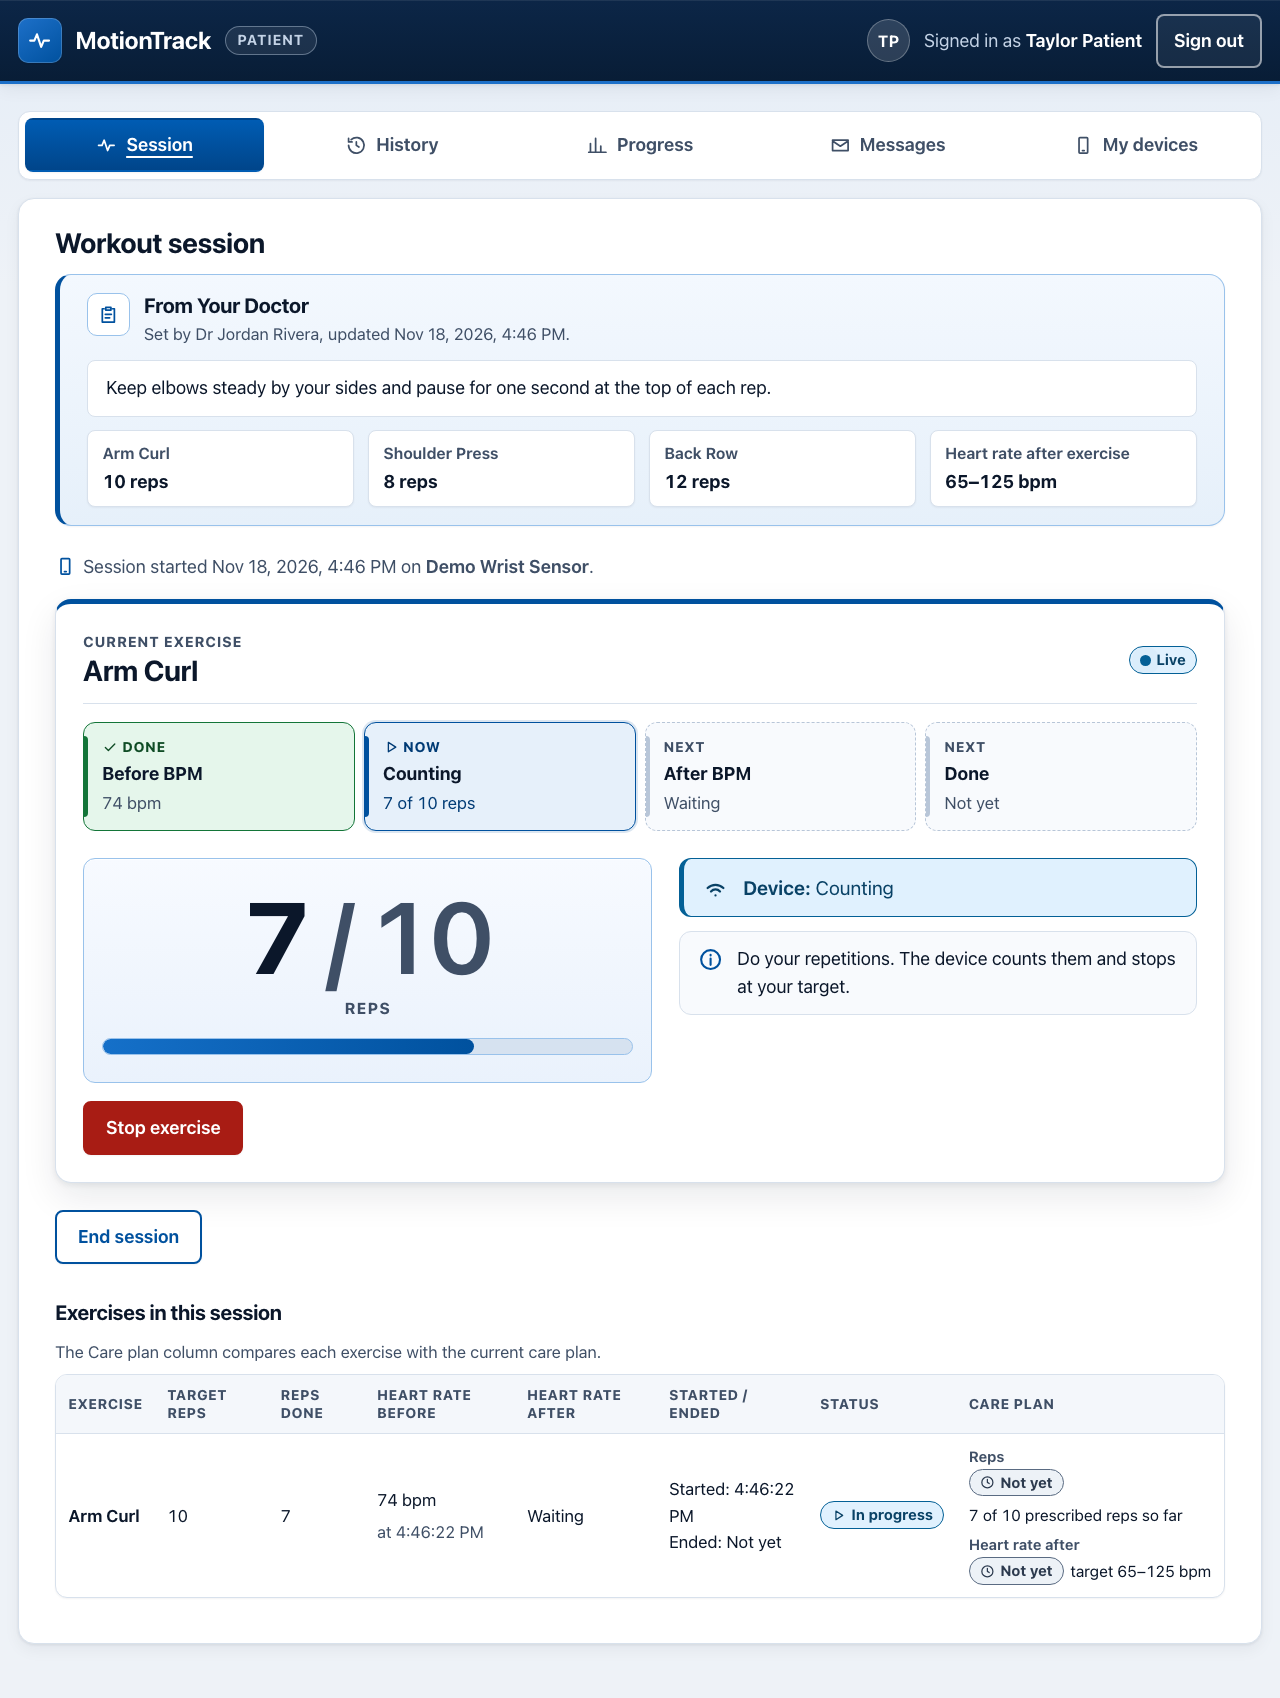 MotionTrack PATIENT TP Signed in as Taylor Patient Sign out
Session History Progress Messages My devices
Workout session
From Your Doctor
Set by Dr Jordan Rivera, updated Nov 18, 2026, 4:46 PM.
Keep elbows steady by your sides and pause for one second at the top of each rep.
Arm Curl
10 reps
Shoulder Press
8 reps
Back Row
12 reps
Heart rate after exercise
65–125 bpm
Session started Nov 18, 2026, 4:46 PM on Demo Wrist Sensor.
CURRENT EXERCISE
Arm Curl
Live
DONE
Before BPM
74 bpm
NOW
Counting
7 of 10 reps
NEXT
After BPM
Waiting
NEXT
Done
Not yet
7 / 10
REPS
Device: Counting
Do your repetitions. The device counts them and stops
at your target.
Stop exercise
End session
Exercises in this session
The Care plan column compares each exercise with the current care plan.
EXERCISE
TARGET
REPS
REPS
DONE
HEART RATE
BEFORE
HEART RATE
AFTER
STARTED /
ENDED
STATUS
CARE PLAN
Arm Curl
10
7
74 bpm
at 4:46:22 PM
Waiting
Started: 4:46:22
PM
Ended: Not yet
In progress
Reps
Not yet
7 of 10 prescribed reps so far
Heart rate after
Not yet target 65–125 bpm